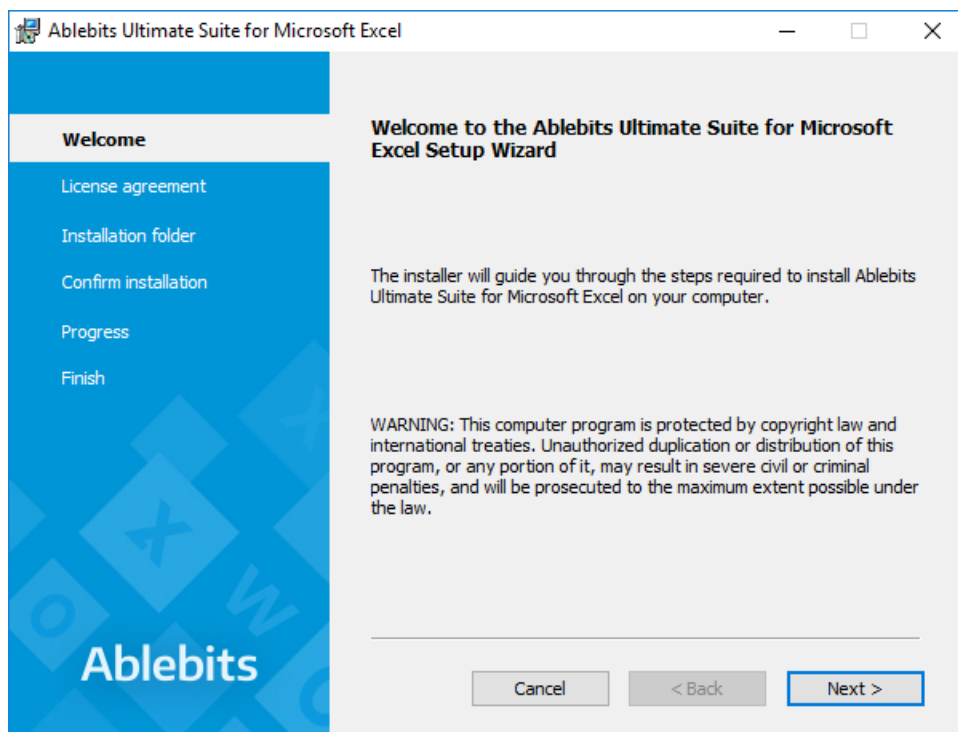 Ablebits Ultimate Suite for Microsoft Excel
Welcome
License agreement
Installation folder
Confirm installation
Progress
Finish
X
X
W
O
Ablebits
Welcome to the Ablebits Ultimate Suite for Microsoft
Excel Setup Wizard
The installer will guide you through the steps required to install Ablebits
Ultimate Suite for Microsoft Excel on your computer.
WARNING: This computer program is protected by copyright law and
international treaties. Unauthorized duplication or distribution of this
program, or any portion of it, may result in severe civil or criminal
penalties, and will be prosecuted to the maximum extent possible under
the law.
Cancel
< Back
Next >